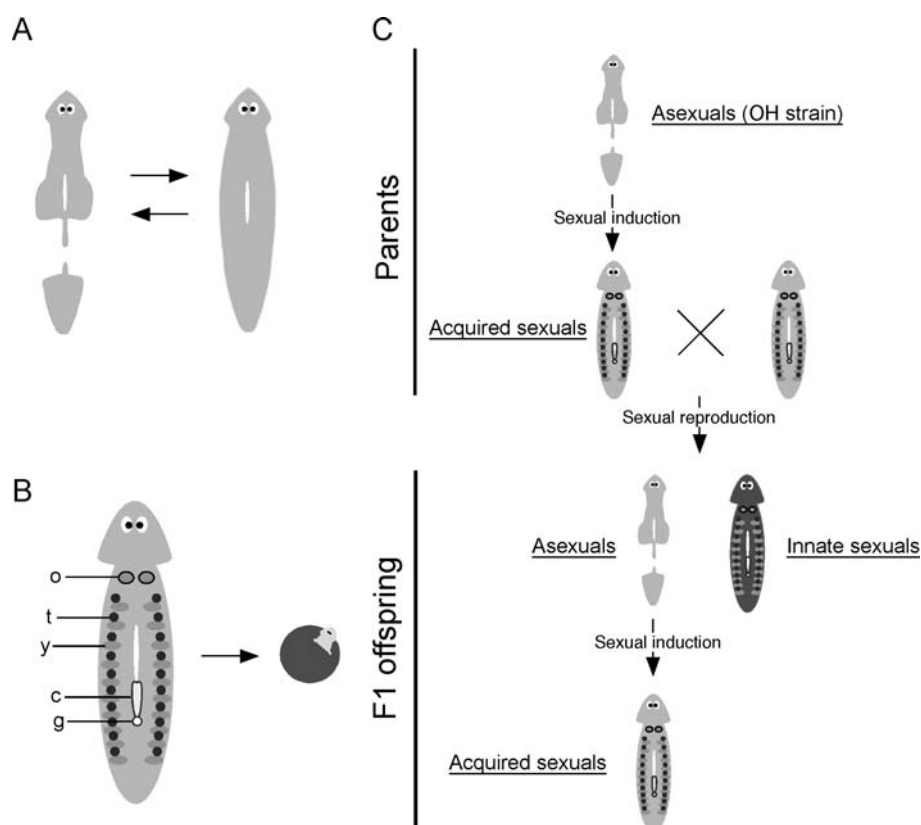 A
B
o
t
y
c
g
C
Parents
Asexuals (OH strain)
Sexual induction
Acquired sexuals
Sexual reproduction
F1 offspring
Asexuals
Innate sexuals
Sexual induction
Acquired sexuals